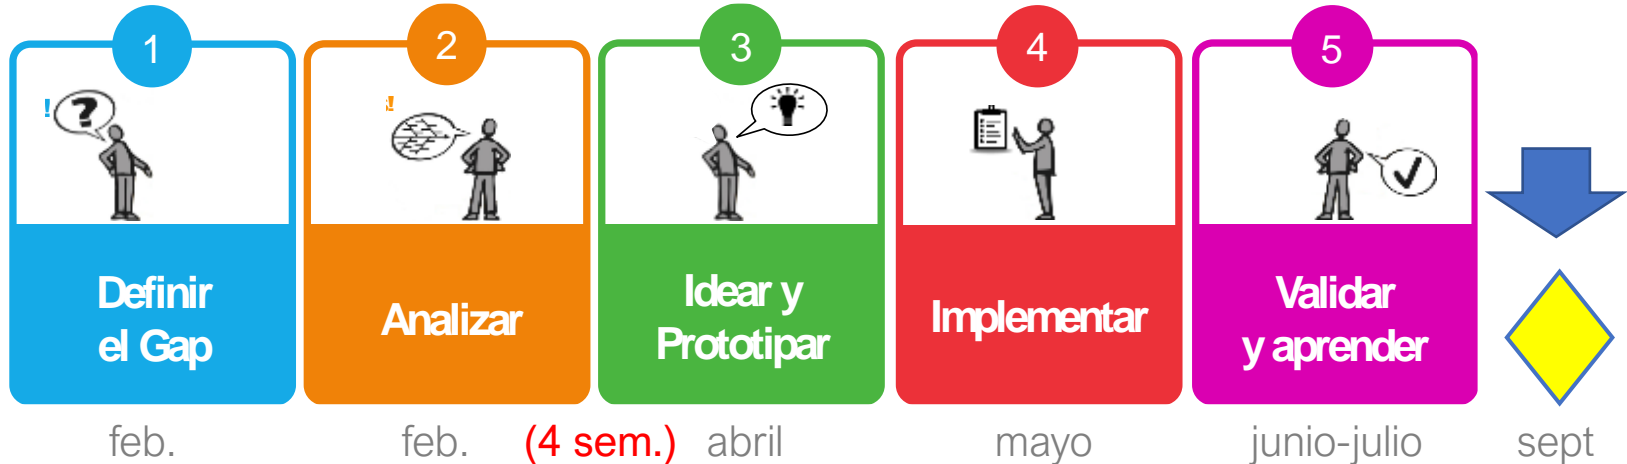 1
2
3
4
5
!
?
!
Definir
el Gap
Analizar
Idear y
Prototipar
Implementar
Validar
y aprender
feb.
feb.
(4 sem.)
abril
mayo
junio-julio
sept